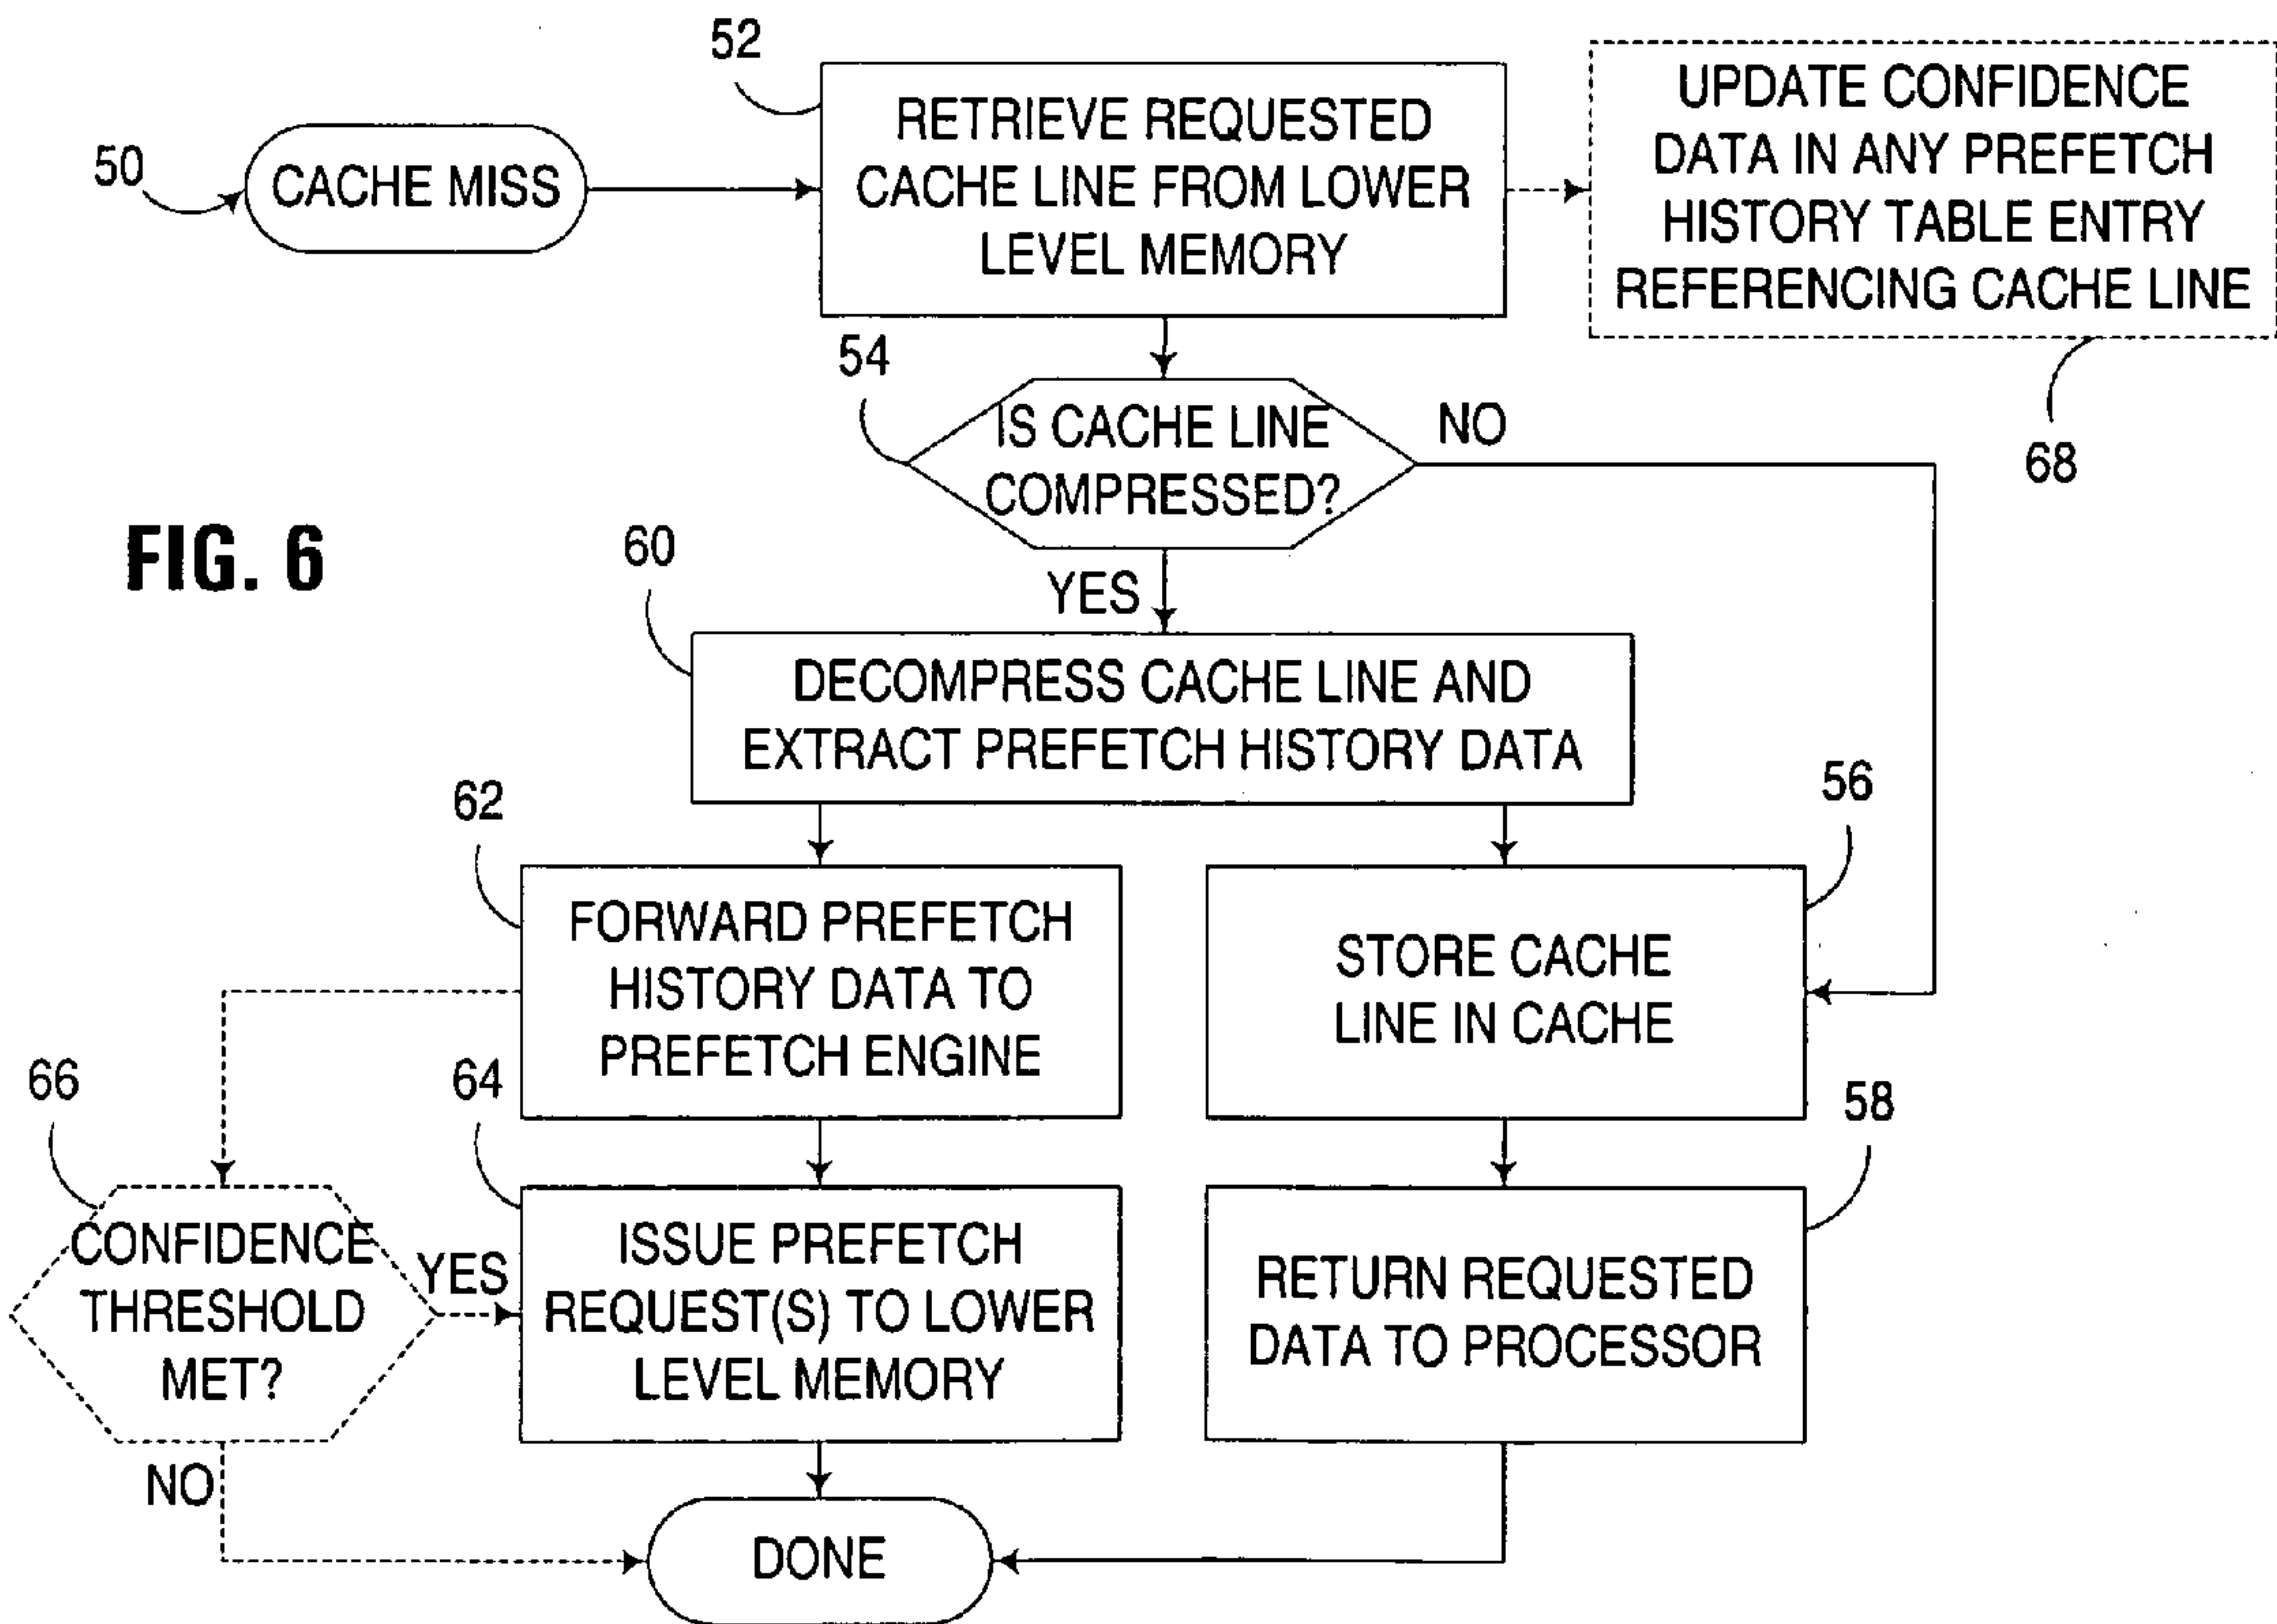 52
RETRIEVE REQUESTED
CACHE LINE FROM LOWER
LEVEL MEMORY
UPDATE CONFIDENCE
DATA IN ANY PREFETCH
HISTORY TABLE ENTRY
REFERENCING CACHE LINE
50
CACHE MISS
54
IS CACHE LINE
COMPRESSED?
NO
68
FIG. 6
60
YES
DECOMPRESS CACHE LINE AND
EXTRACT PREFETCH HISTORY DATA
62
56
FORWARD PREFETCH
HISTORY DATA TO
PREFETCH ENGINE
STORE CACHE
LINE IN CACHE
66
64
58
CONFIDENCE
THRESHOLD
MET?
YES
ISSUE PREFETCH
REQUEST(S) TO LOWER
LEVEL MEMORY
RETURN REQUESTED
DATA TO PROCESSOR
NO
DONE